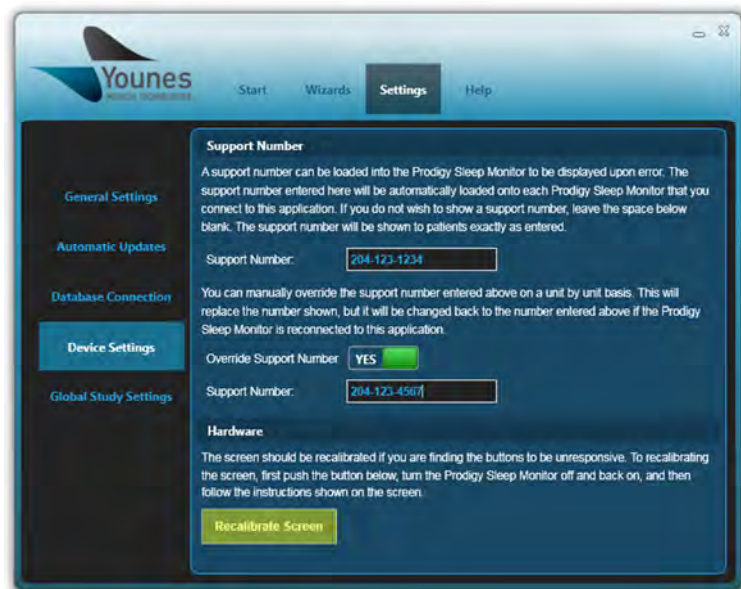 Younes
MEDICAL TECHNOLOGIES
Start Wizards Settings Help
General Settings
Automatic Updates
Database Connection
Device Settings
Global Study Settings
Support Number
A support number can be loaded into the Prodigy Sleep Monitor to be displayed upon error. The
support number entered here will be automatically loaded onto each Prodigy Sleep Monitor that you
connect to this application. If you do not wish to show a support number, leave the space below
blank. The support number will be shown to patients exactly as entered.
Support Number: 204-123-1234
You can manually override the support number entered above on a unit by unit basis. This will
replace the number shown, but it will be changed back to the number entered above if the Prodigy
Sleep Monitor is reconnected to this application.
Override Support Number YES
Support Number: 204-123-4567
Hardware
The screen should be recalibrated if you are finding the buttons to be unresponsive. To recalibrating
the screen, first push the button below, turn the Prodigy Sleep Monitor off and back on, and then
follow the instructions shown on the screen.
Recalibrate Screen